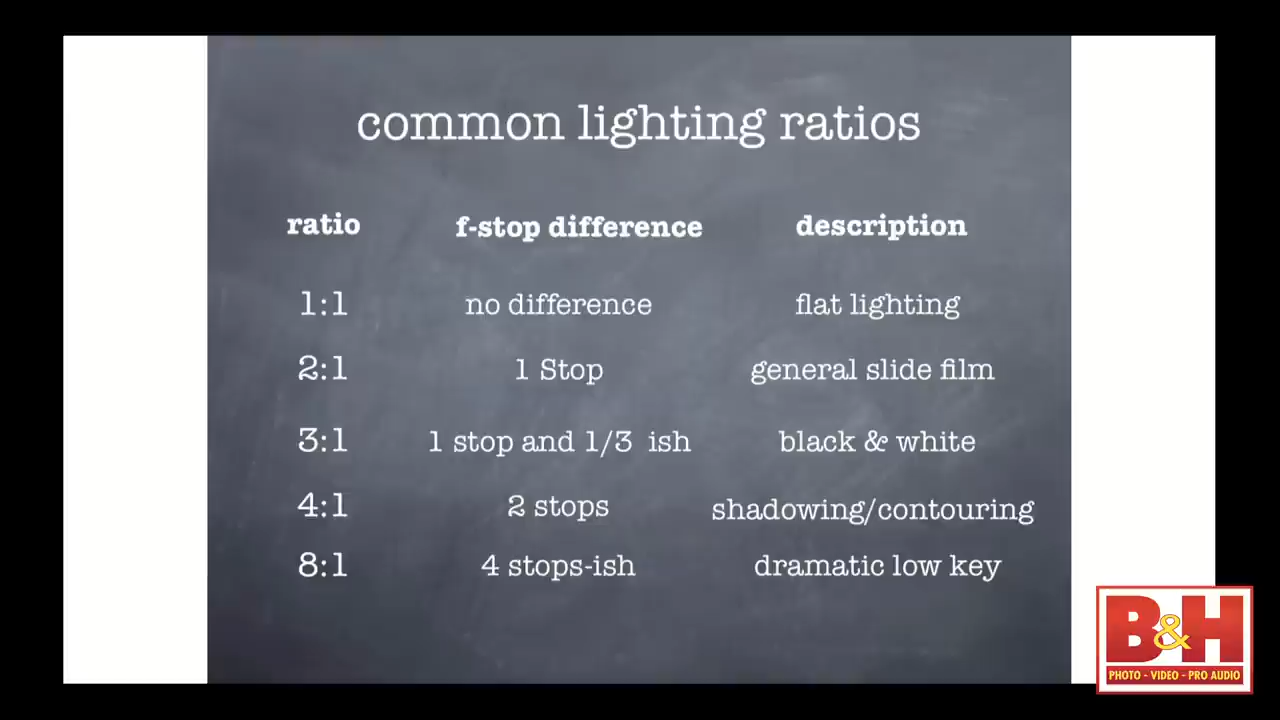 common lighting ratios
ratio f-stop difference description
1:1 no difference flat lighting
2:1 1 Stop general slide film
3:1 1 stop and 1/3 ish black & white
4:1 2 stops shadowing/contouring
8:1 4 stops-ish dramatic low key
B&H
PHOTO - VIDEO - PRO AUDIO